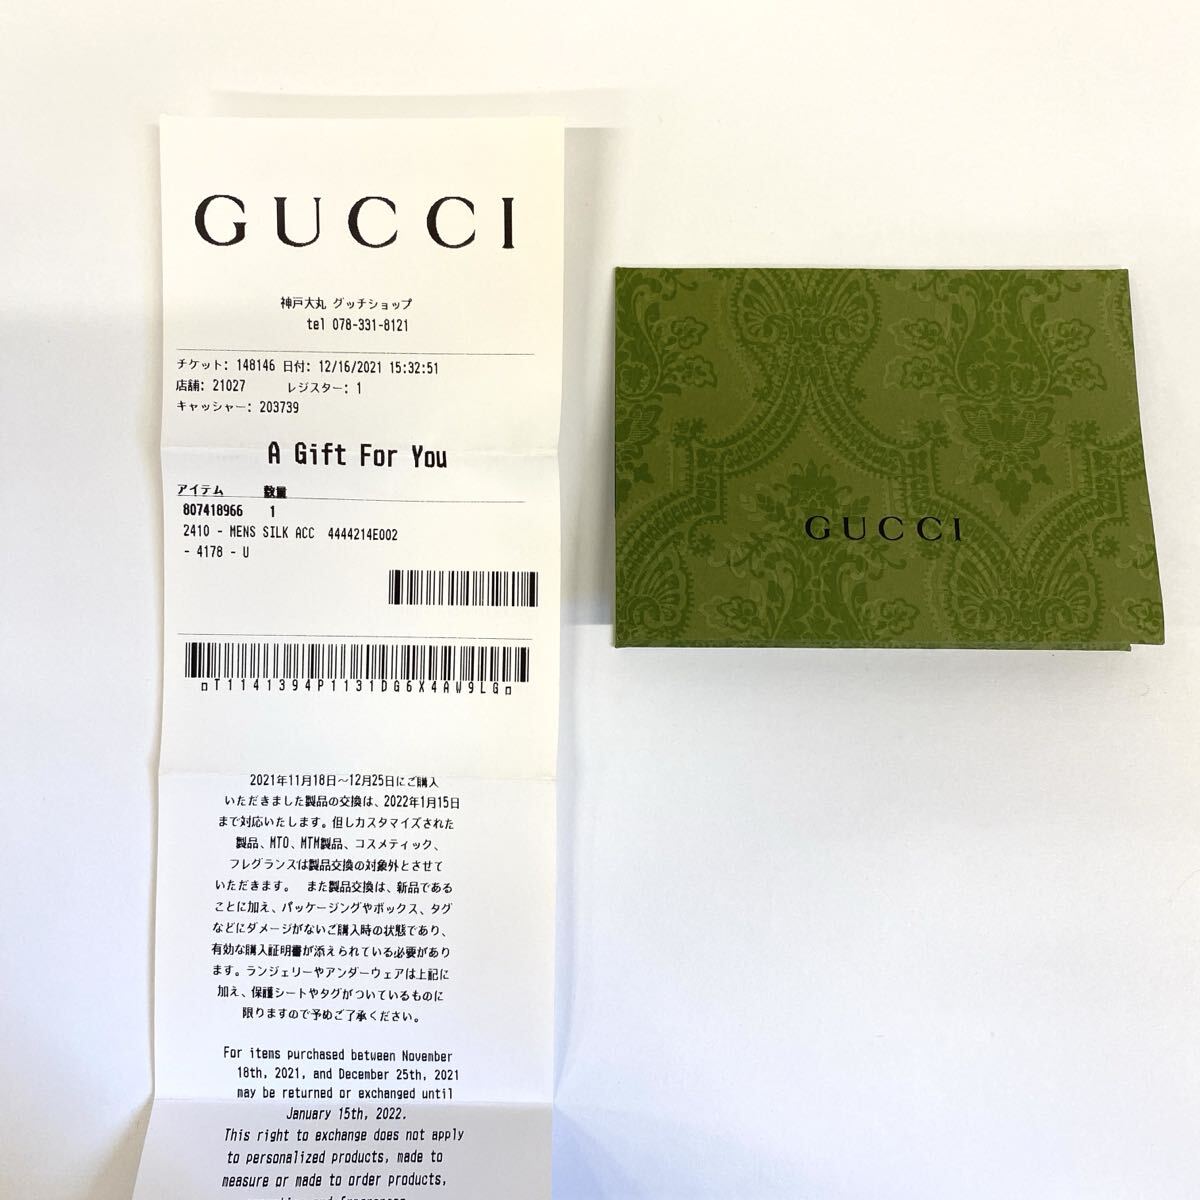 GUCCI
神戸大丸 グッチショップ
tel 078-331-8121
チケット: 148146 日付: 12/16/2021 15:32:51
店舗: 21027 レジスター: 1
キャッシャー: 203739
A Gift For You
アイテム 数量
807418966 1
2410 - MENS SILK ACC 4444214E002
- 4178 - U
T1141394P1131DG6X4AW9LG
2021年11月18日～12月25日にご購入
いただきました製品の交換は、2022年1月15日
まで対応いたします。但しカスタマイズされた
製品、MTO、MTM製品、コスメティック、
フレグランスは製品交換の対象外とさせて
いただきます。 また製品交換は、新品である
ことに加え、パッケージングやボックス、タグ
などにダメージがないご購入時の状態であり、
有効な購入証明書が添えられている必要があり
ます。ランジェリーやアンダーウェアは上記に
加え、保護シートやタグがついているものに
限りますので予めご了承ください。
For items purchased between November
18th, 2021, and December 25th, 2021
may be returned or exchanged until
January 15th, 2022.
This right to exchange does not apply
to personalized products, made to
measure or made to order products,
GUCCI